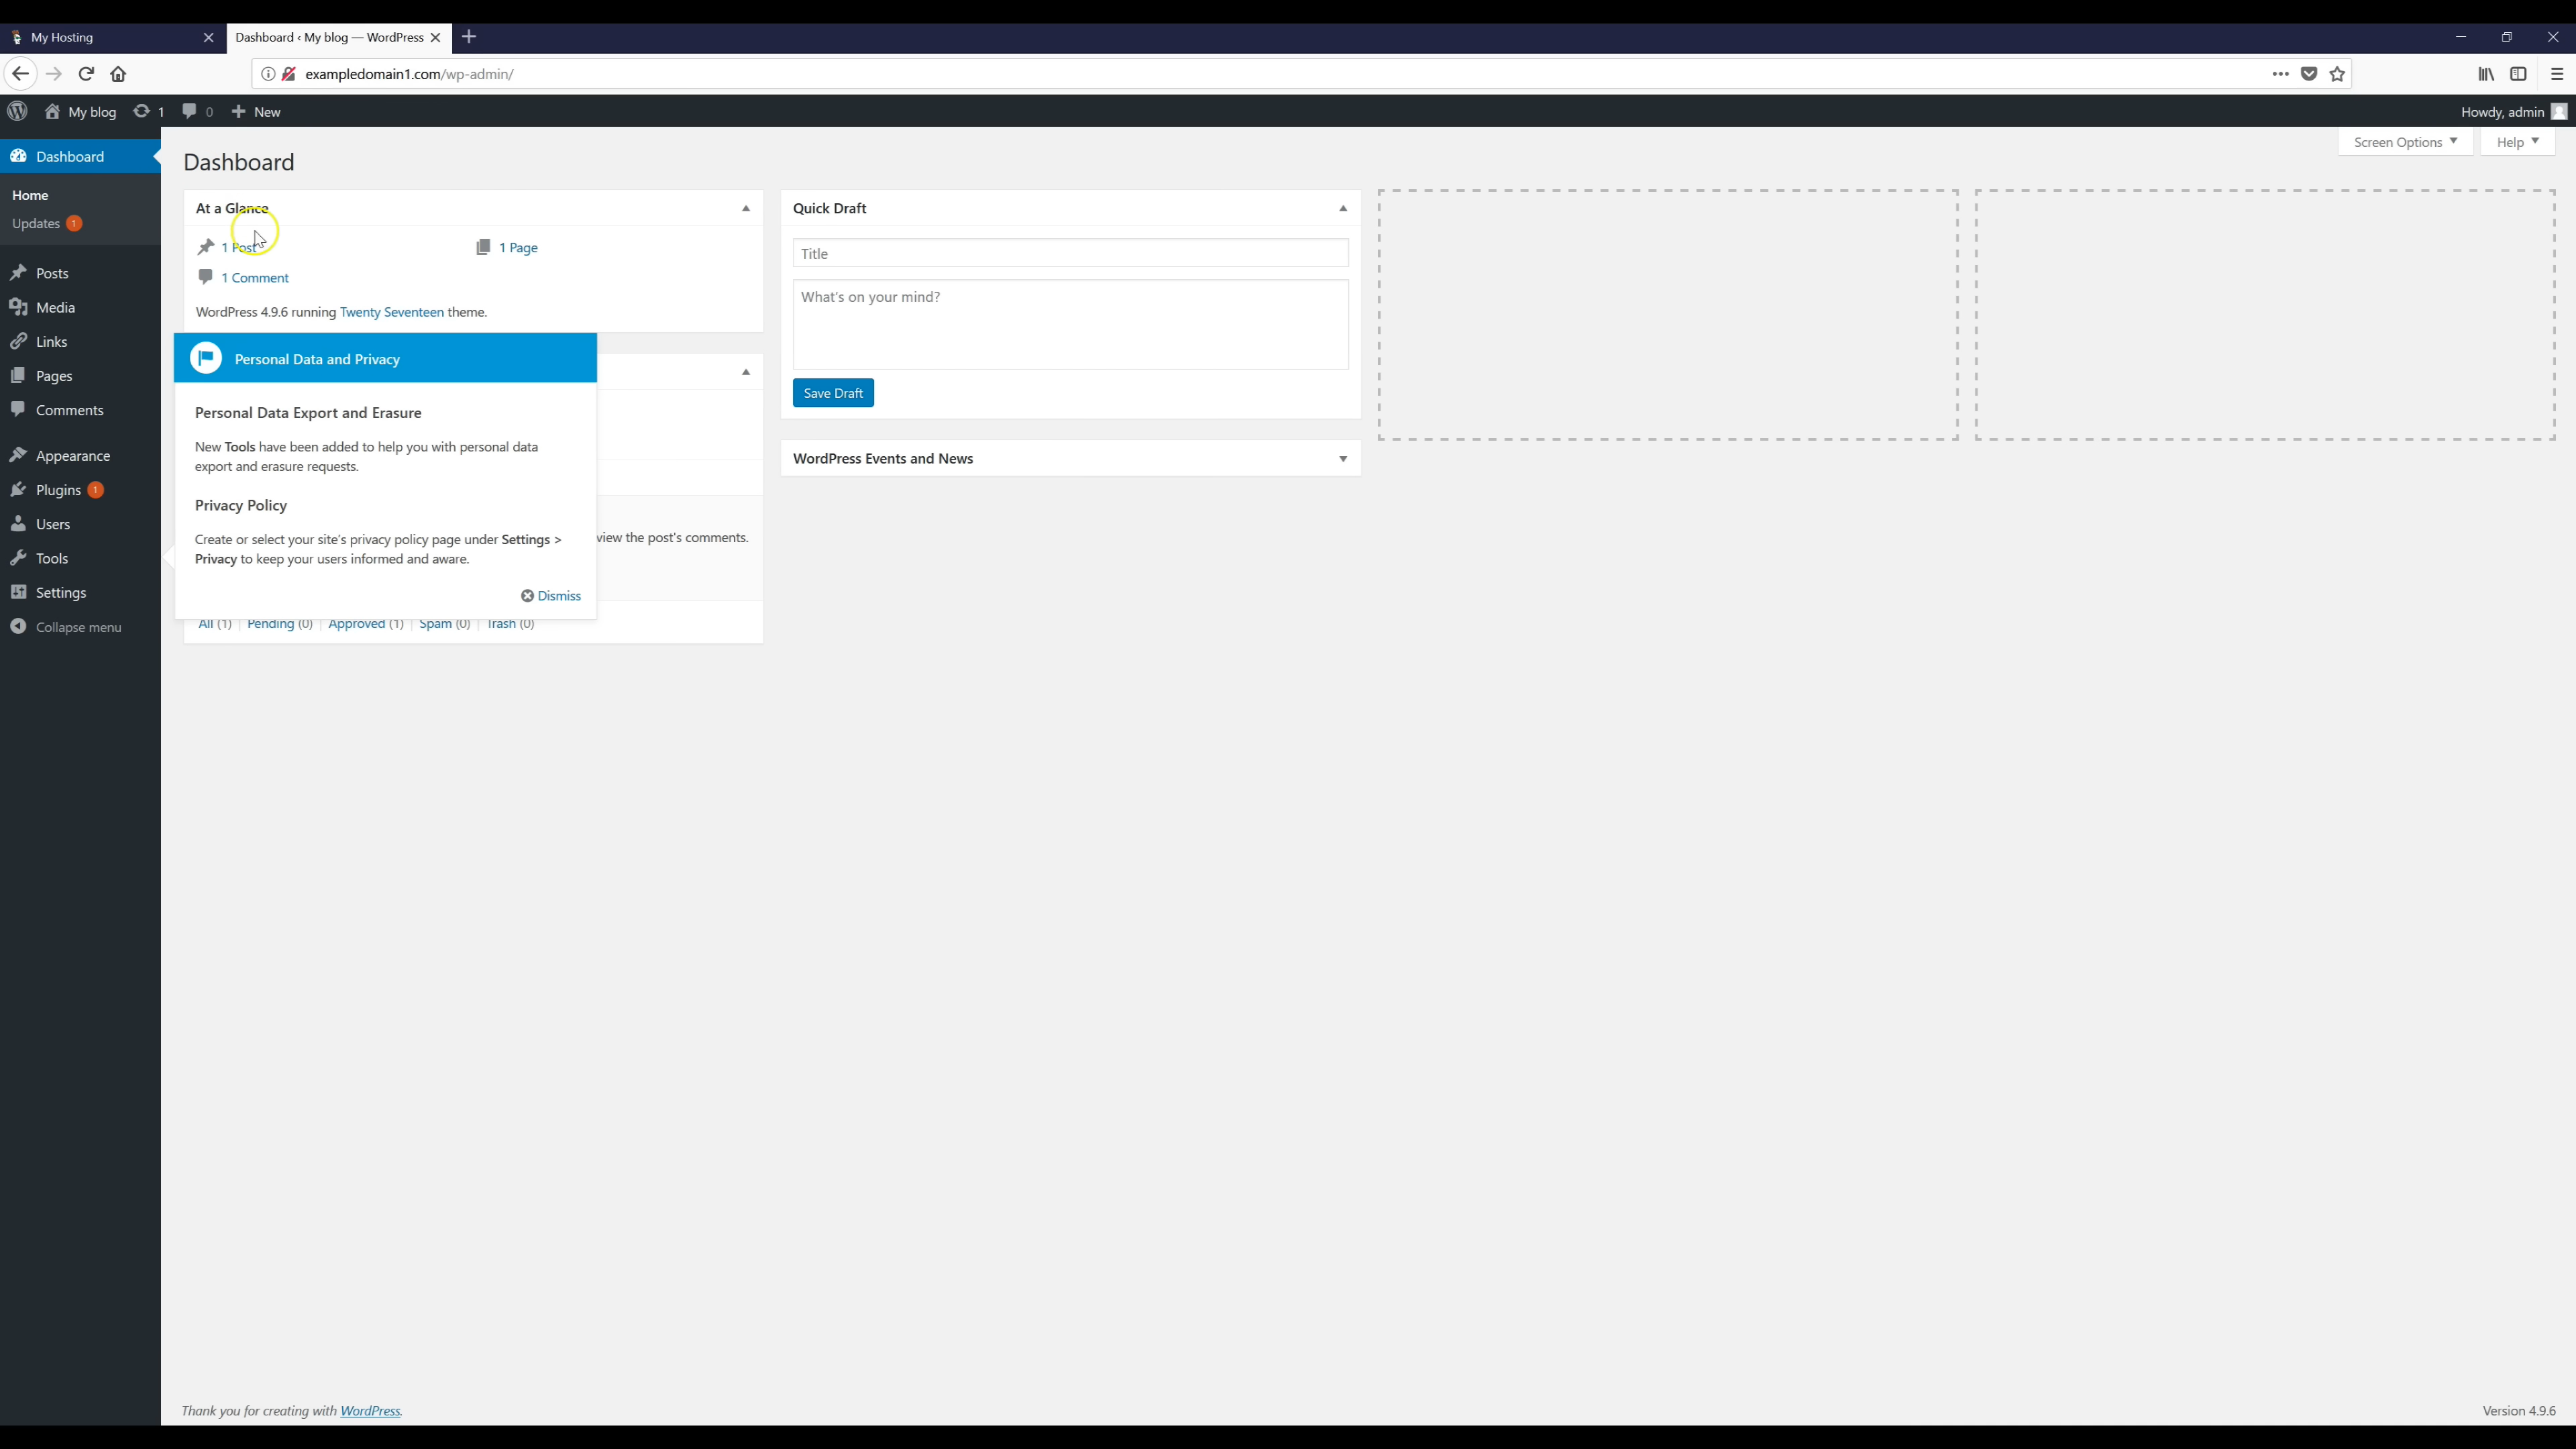 My Hosting
Dashboard ‹ My blog — WordPress
exampledomain1.com/wp-admin/
My blog 1 0 New
Howdy, admin
Screen Options Help
Dashboard
Home
Updates 1
Posts
Media
Links
Pages
Comments
Appearance
Plugins 1
Users
Tools
Settings
Collapse menu
Dashboard
At a Glance
1 Post
1 Page
1 Comment
WordPress 4.9.6 running Twenty Seventeen theme.
Personal Data and Privacy
Personal Data Export and Erasure
New Tools have been added to help you with personal data
export and erasure requests.
Privacy Policy
Create or select your site's privacy policy page under Settings >
Privacy to keep your users informed and aware.
Dismiss
view the post's comments.
All (1) Pending (0) Approved (1) Spam (0) Trash (0)
Quick Draft
Title
What's on your mind?
Save Draft
WordPress Events and News
Thank you for creating with WordPress.
Version 4.9.6